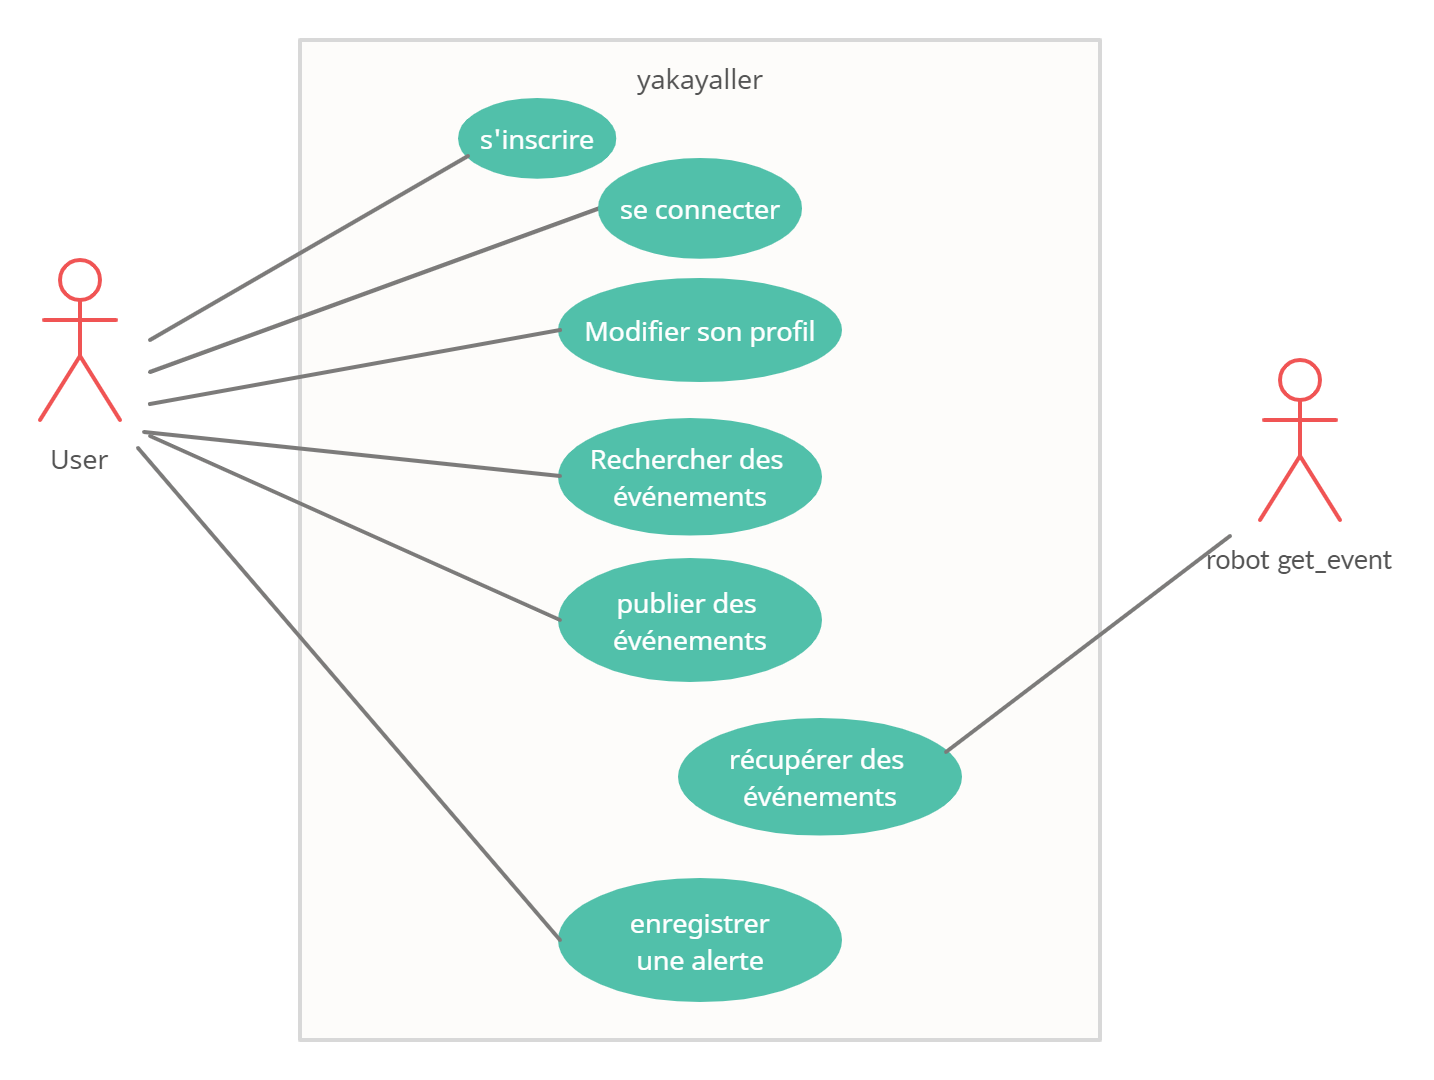 yakayaller
s'inscrire
se connecter
Modifier son profil
User
Rechercher des
événements
robot get_event
publier des
événements
récupérer des
événements
enregistrer
une alerte